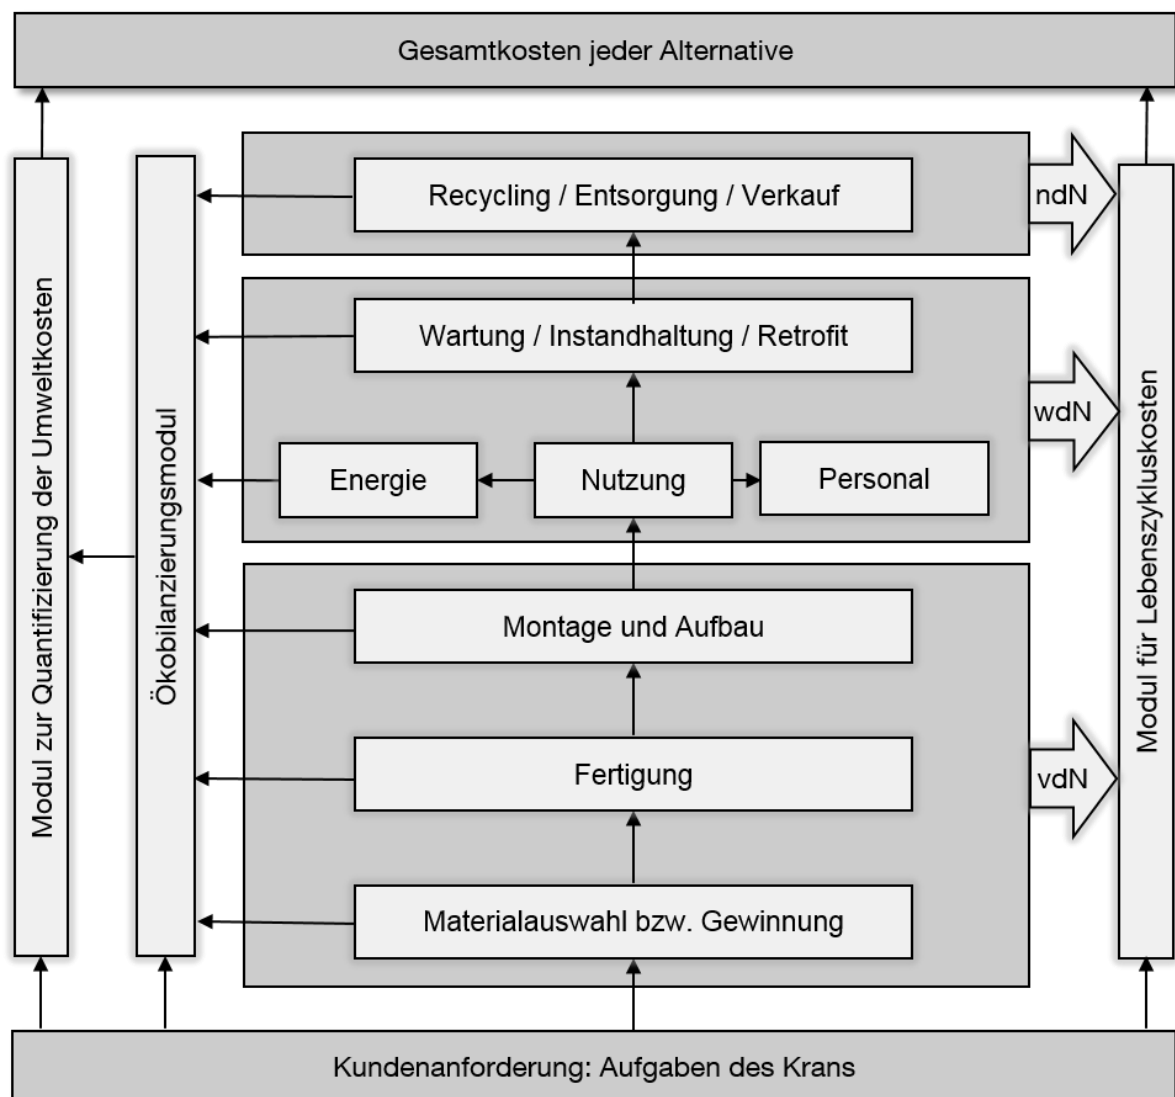 Gesamtkosten jeder Alternative
Modul zur Quantifizierung der Umweltkosten
Ökobilanzierungsmodul
Recycling / Entsorgung / Verkauf
ndN
Wartung / Instandhaltung / Retrofit
wdN
Energie
Nutzung
Personal
Montage und Aufbau
Fertigung
vdN
Materialauswahl bzw. Gewinnung
Modul für Lebenszykluskosten
Kundenanforderung: Aufgaben des Krans